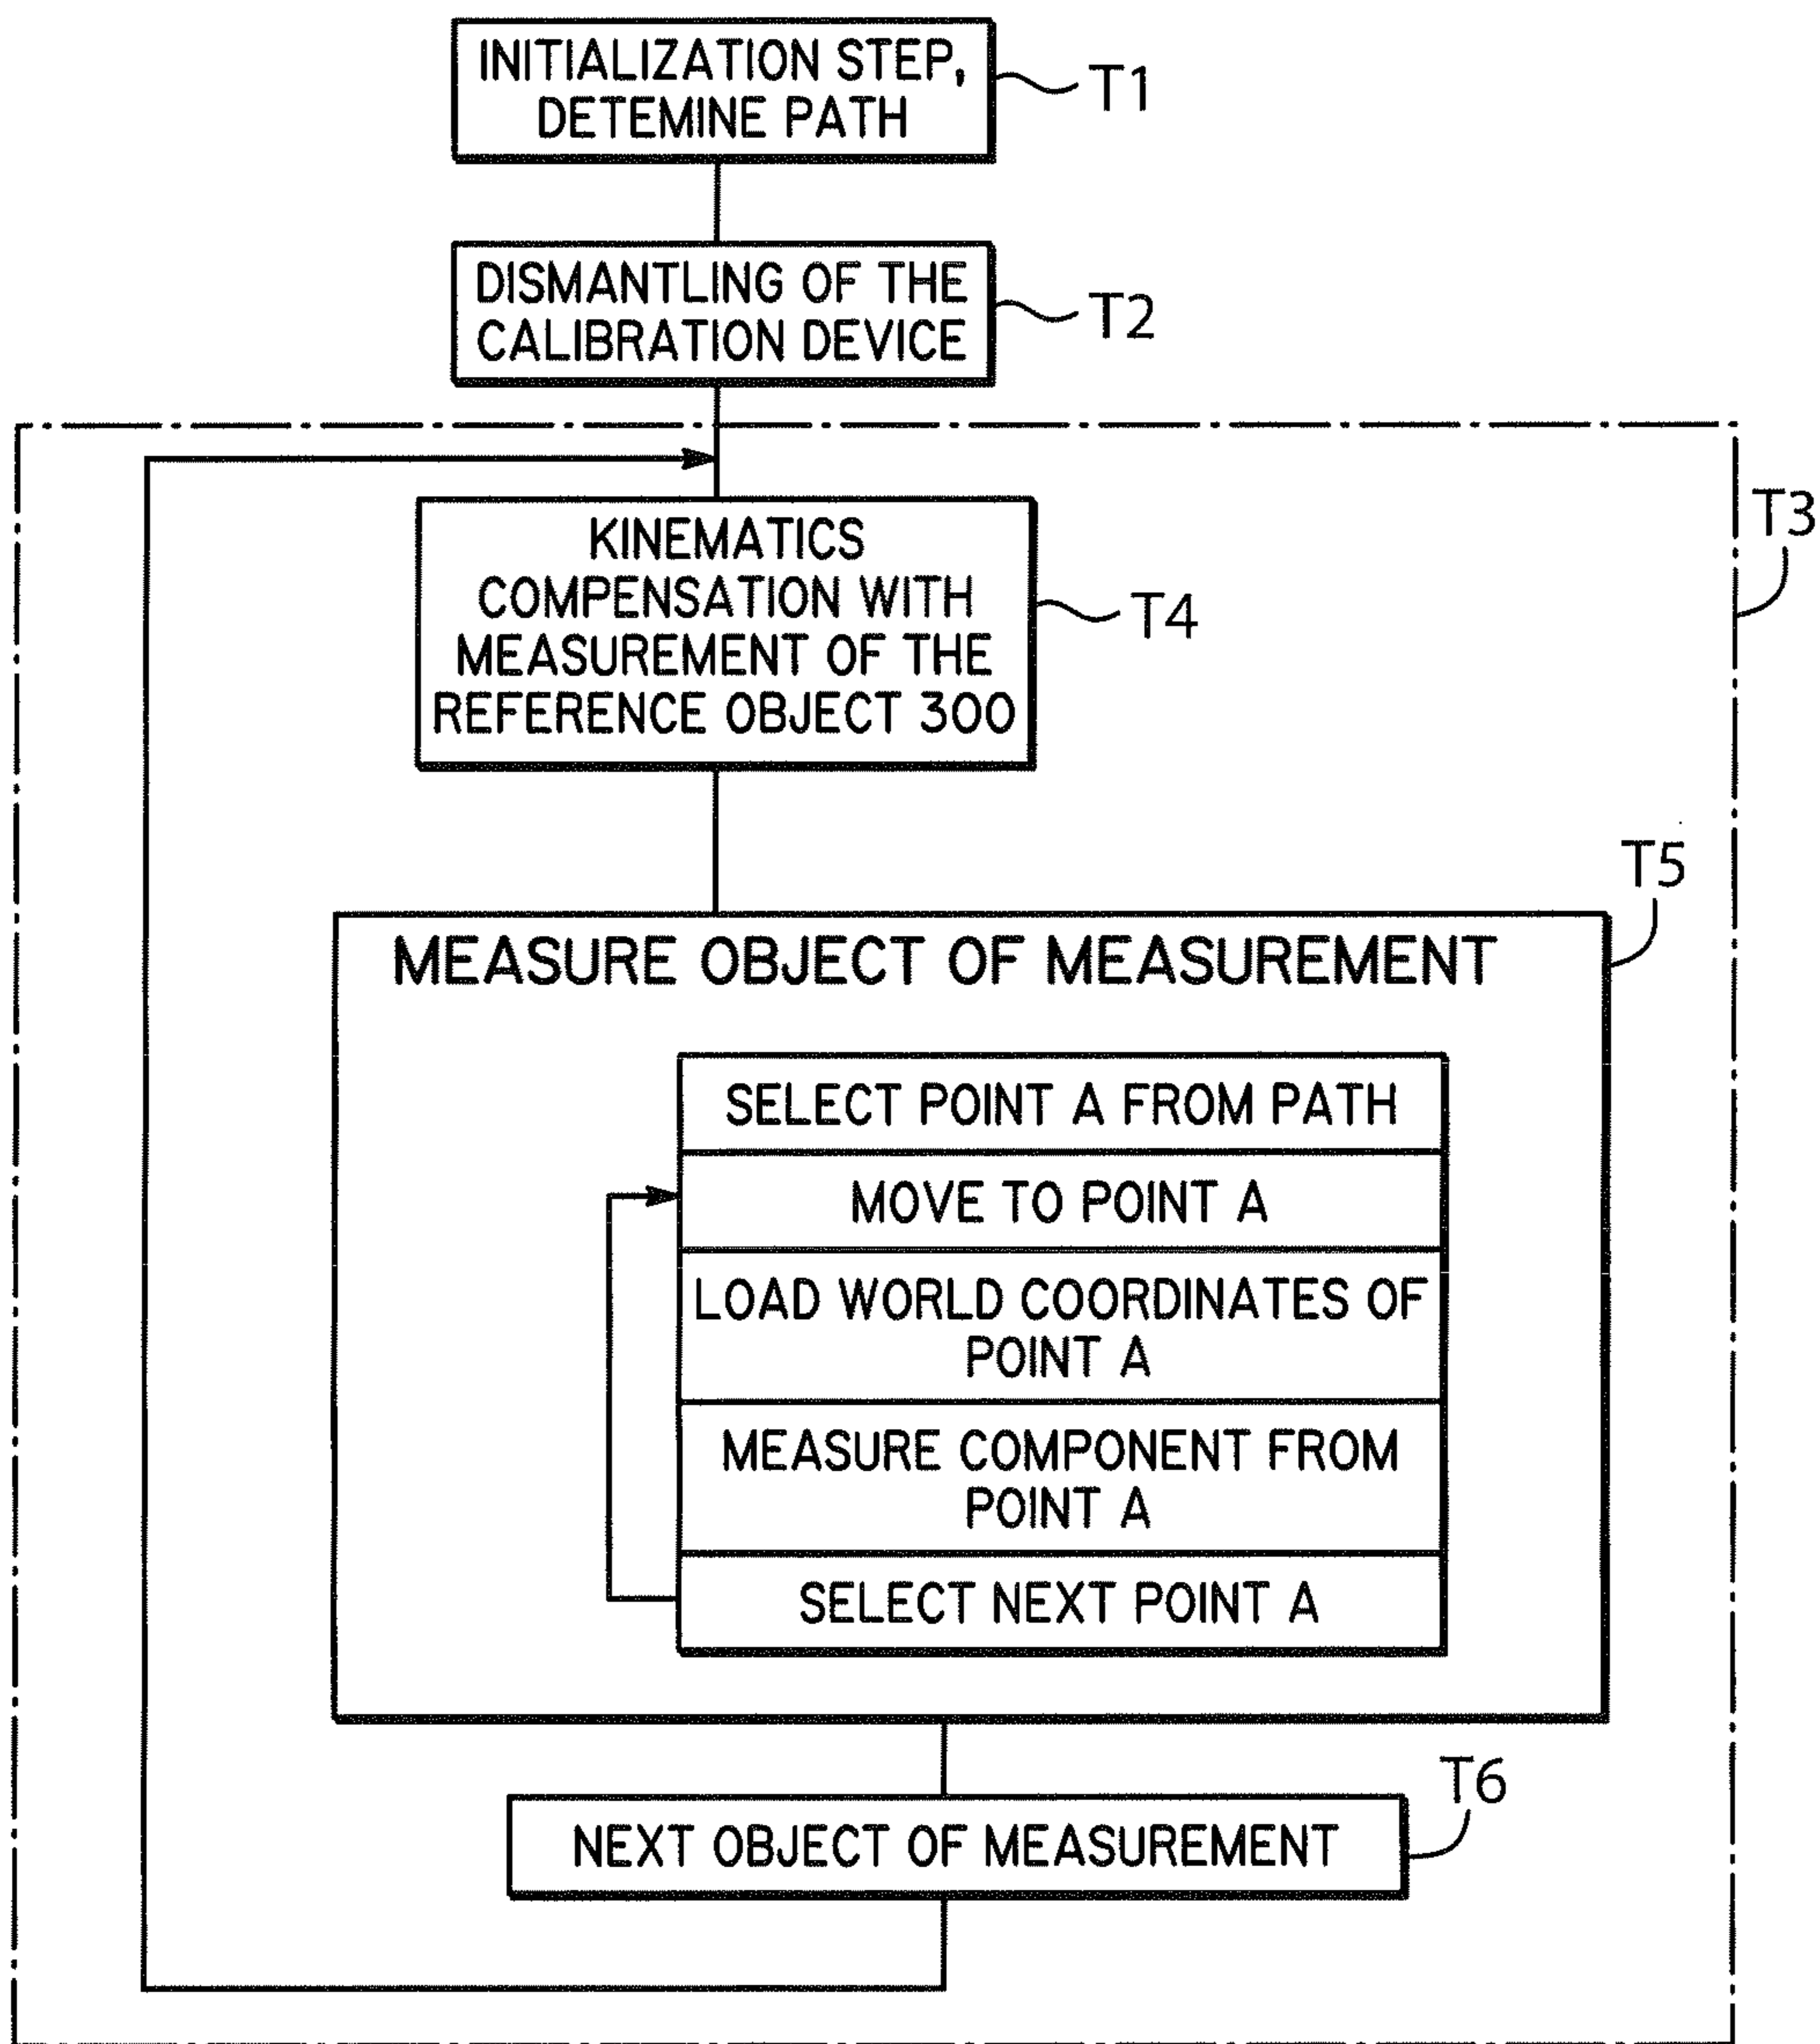 INITIALIZATION STEP,
DETEMINE PATH
T1
DISMANTLING OF THE
CALIBRATION DEVICE
T2
T3
KINEMATICS
COMPENSATION WITH
MEASUREMENT OF THE
REFERENCE OBJECT 300
T4
T5
MEASURE OBJECT OF MEASUREMENT
SELECT POINT A FROM PATH
MOVE TO POINT A
LOAD WORLD COORDINATES OF
POINT A
MEASURE COMPONENT FROM
POINT A
SELECT NEXT POINT A
T6
NEXT OBJECT OF MEASUREMENT